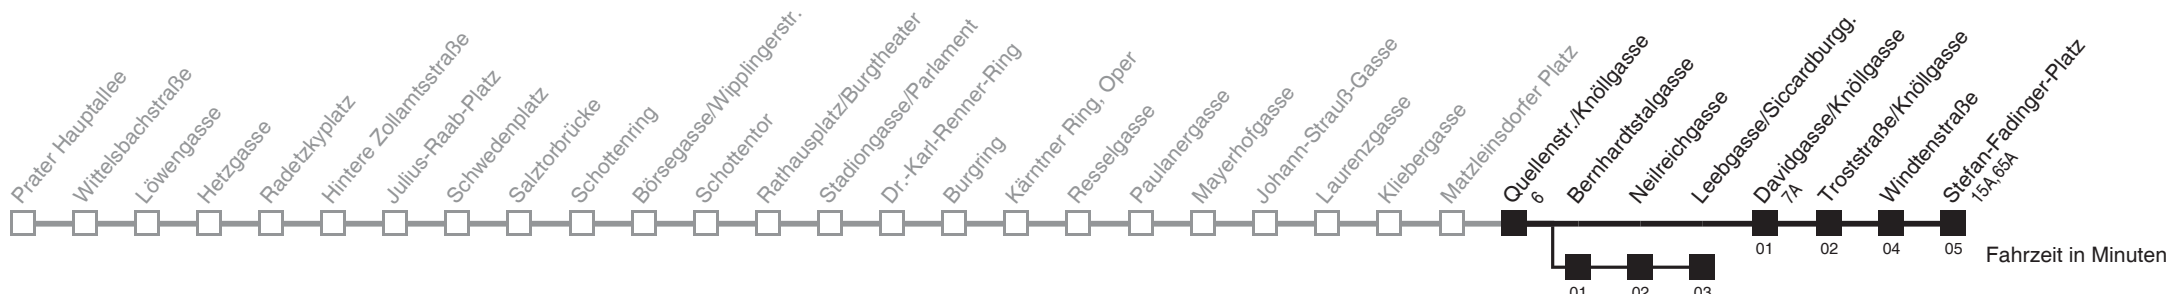 Prater Hauptallee
Wittelsbachstraße
Löwengasse
Hetzgasse
Radetzkyplatz
Hintere Zollamtsstraße
Julius-Raab-Platz
Schwedenplatz
Salztorbrücke
Schottenring
Börsegasse/Wipplingerstr.
Schottentor
Rathausplatz/Burgtheater
Stadiongasse/Parlament
Dr.-Karl-Renner-Ring
Burgring
Kärntner Ring, Oper
Resselgasse
Paulanergasse
Mayerhofgasse
Johann-Strauß-Gasse
Laurenzgasse
Kliebergasse
Matzleinsdorfer Platz
Quellenstr./Knöllgasse
6
Bernhardtstalgasse
Neilreichgasse
Leebgasse/Siccardburgg.
Davidgasse/Knöllgasse
7A
Troststraße/Knöllgasse
Windtenstraße
Stefan-Fadinger-Platz
15A,65A
01
02
04
05
Fahrzeit in Minuten
01
02
03